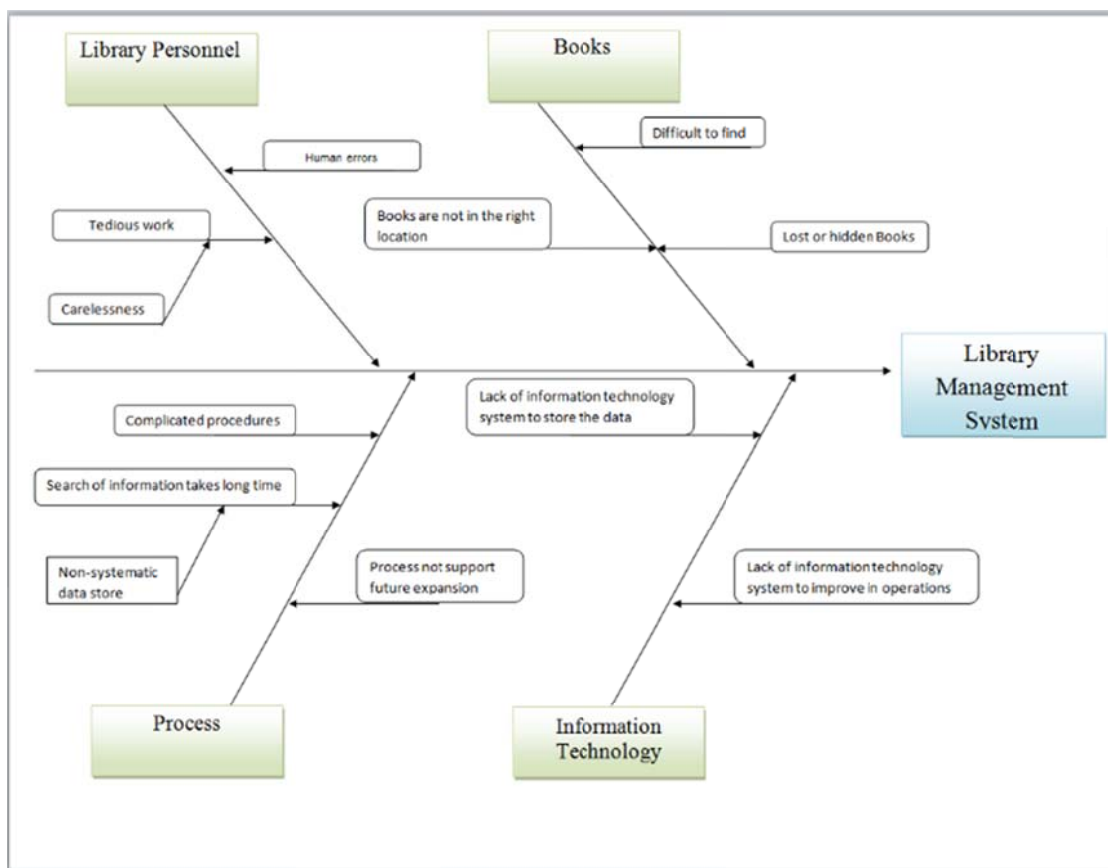 Library Personnel
Books
Human errors
Difficult to find
Tedious work
Books are not in the right
location
Lost or hidden Books
Carelessness
Library
Management
System
Complicated procedures
Lack of information technology
system to store the data
Search of information takes long time
Non-systematic
data store
Process not support
future expansion
Lack of information technology
system to improve in operations
Process
Information
Technology